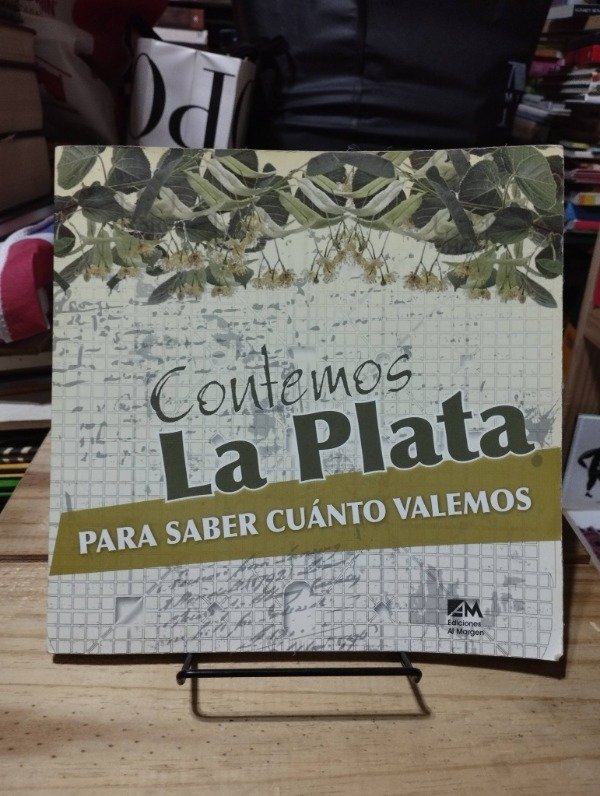 Contemos
La Plata
PARA SABER CUÁNTO VALEMOS
AM
Ediciones
Al Margen